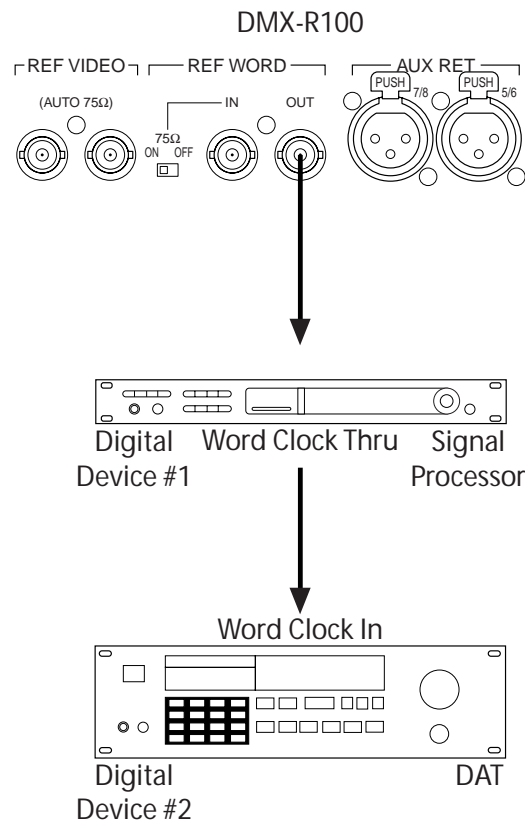 DMX-R100
REF VIDEO
REF WORD
AUX RET
(AUTO 75Ω)
IN
OUT
PUSH
7/8
PUSH
5/6
75Ω
ON OFF
Digital
Device #1
Word Clock Thru
Signal
Processor
Word Clock In
Digital
Device #2
DAT